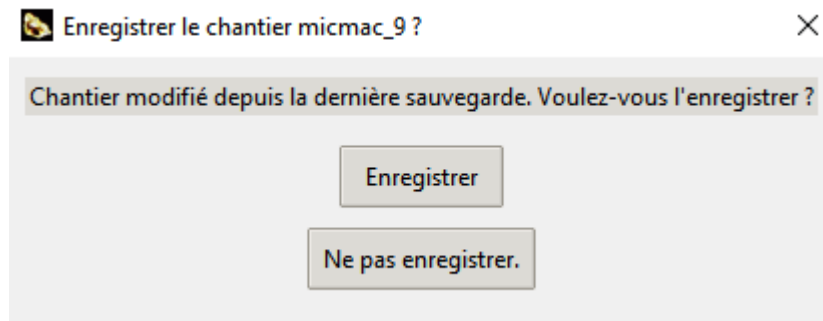 Enregistrer le chantier micmac_9 ?
Chantier modifié depuis la dernière sauvegarde. Voulez-vous l'enregistrer ?
Enregistrer
Ne pas enregistrer.